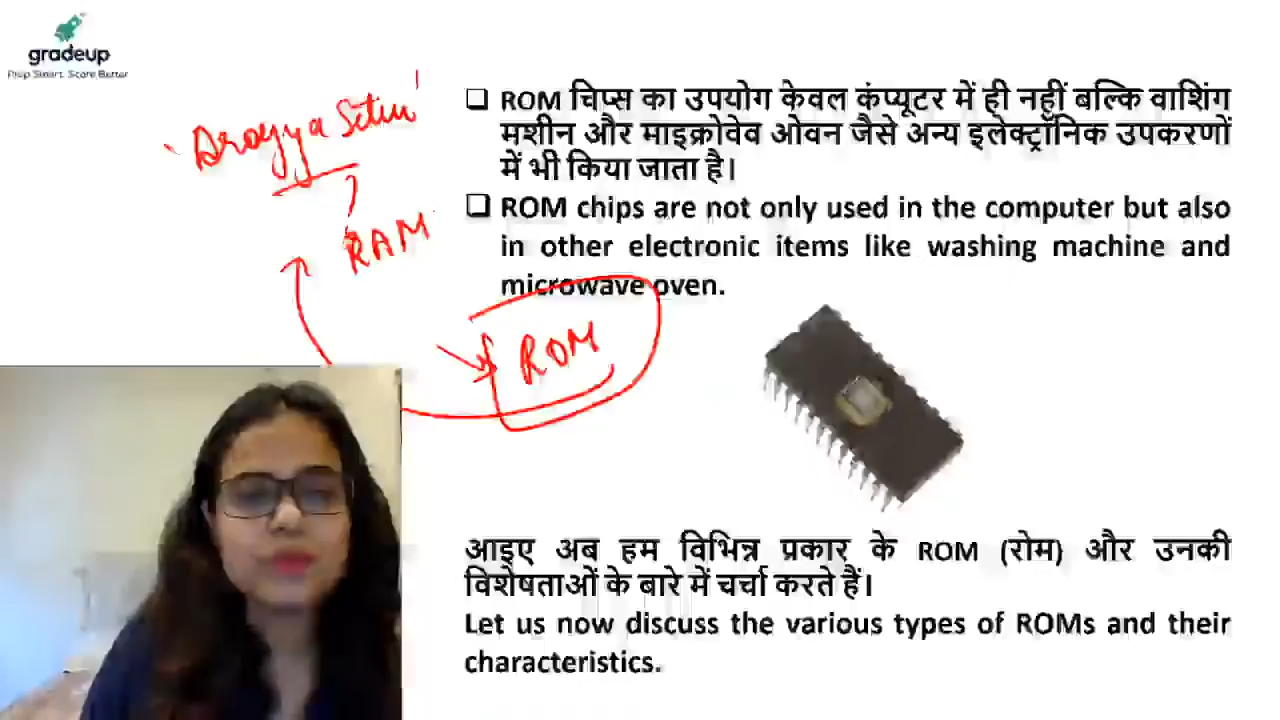 gradeup
Prep Smart. Score Better
'Arogya Setu'
RAM
ROM
❑ ROM चिप्स का उपयोग केवल कंप्यूटर में ही नहीं बल्कि वाशिंग
मशीन और माइक्रोवेव ओवन जैसे अन्य इलेक्ट्रॉनिक उपकरणों
में भी किया जाता है।
❑ ROM chips are not only used in the computer but also
in other electronic items like washing machine and
microwave oven.
आइए अब हम विभिन्न प्रकार के ROM (रोम) और उनकी
विशेषताओं के बारे में चर्चा करते हैं।
Let us now discuss the various types of ROMs and their
characteristics.